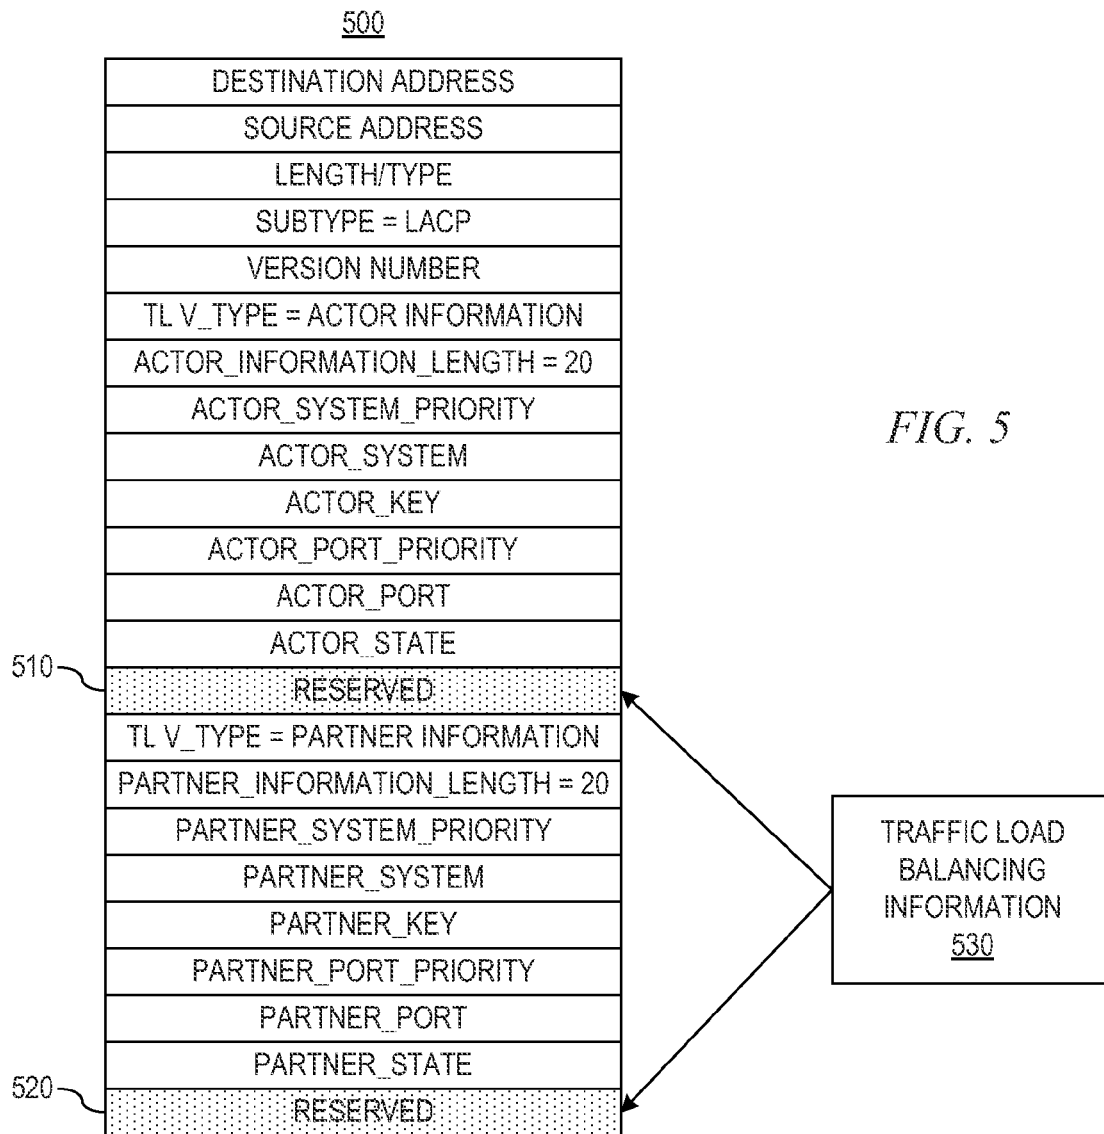 500
DESTINATION ADDRESS
SOURCE ADDRESS
LENGTH/TYPE
SUBTYPE = LACP
VERSION NUMBER
TL V_TYPE = ACTOR INFORMATION
ACTOR_INFORMATION_LENGTH = 20
ACTOR_SYSTEM_PRIORITY
ACTOR_SYSTEM
ACTOR_KEY
ACTOR_PORT_PRIORITY
ACTOR_PORT
ACTOR_STATE
510
RESERVED
TL V_TYPE = PARTNER INFORMATION
PARTNER_INFORMATION_LENGTH = 20
PARTNER_SYSTEM_PRIORITY
PARTNER_SYSTEM
PARTNER_KEY
PARTNER_PORT_PRIORITY
PARTNER_PORT
PARTNER_STATE
520
RESERVED
FIG. 5
TRAFFIC LOAD
BALANCING
INFORMATION
530